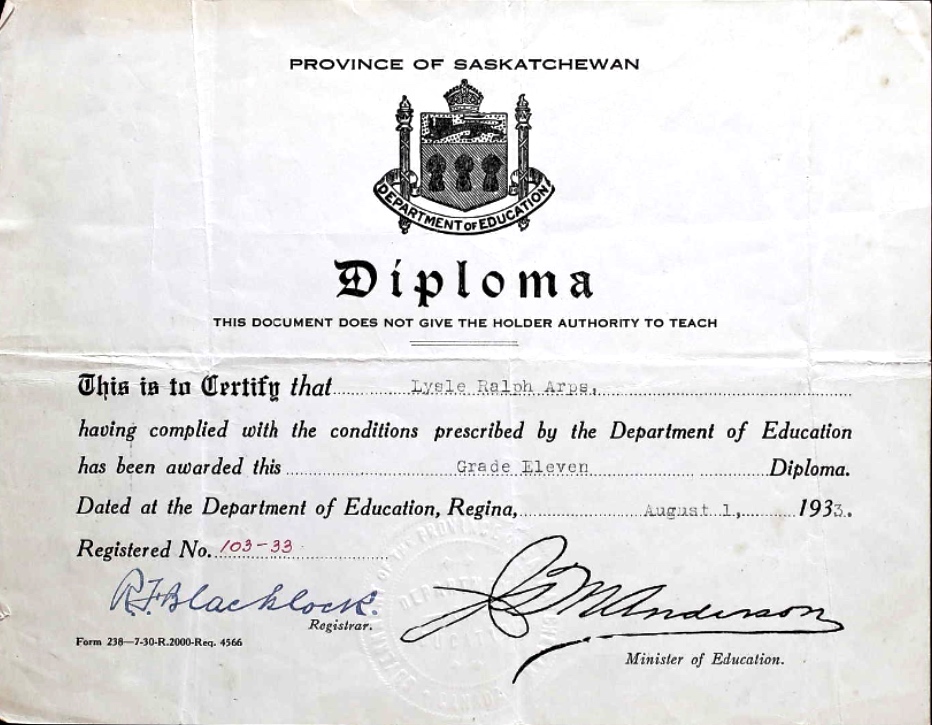 PROVINCE OF SASKATCHEWAN
DEPARTMENT OF EDUCATION
Diploma
THIS DOCUMENT DOES NOT GIVE THE HOLDER AUTHORITY TO TEACH
This is to Certify that Lysle Ralph Arps,
having complied with the conditions prescribed by the Department of Education
has been awarded this Grade Eleven Diploma.
Dated at the Department of Education, Regina, August 1, 1933.
Registered No. 103-33
R.F. Blacklock.
Registrar.
J.T.M. Anderson
Form 238—7-30-R.2000-Req. 4566
Minister of Education.